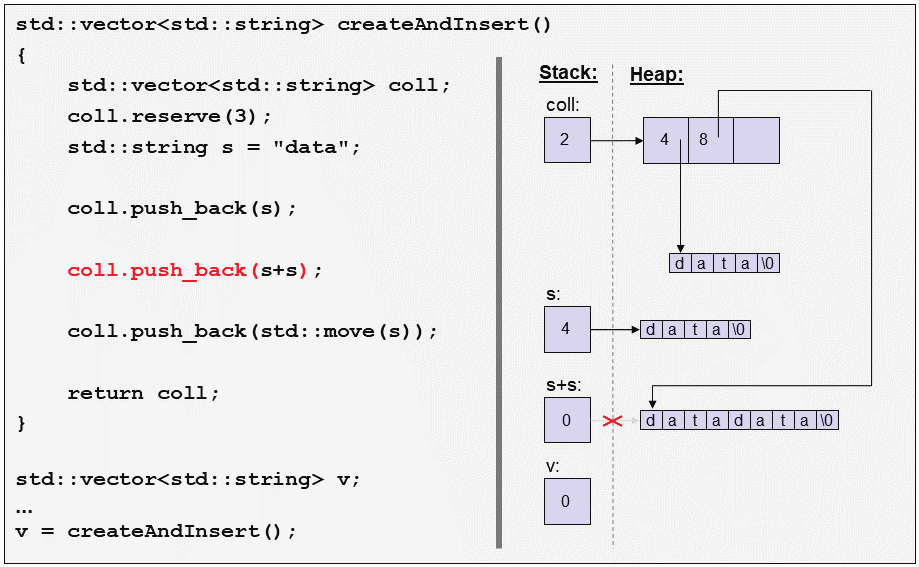 std::vector<std::string> createAndInsert()
{
std::vector<std::string> coll;
coll.reserve(3);
std::string s = "data";
coll.push_back(s);
coll.push_back(s+s);
coll.push_back(std::move(s));
return coll;
}
std::vector<std::string> v;
...
v = createAndInsert();
Stack: Heap:
coll:
2 4 8
d a t a \0
s:
4 d a t a \0
s+s:
0 d a t a d a t a \0
v:
0